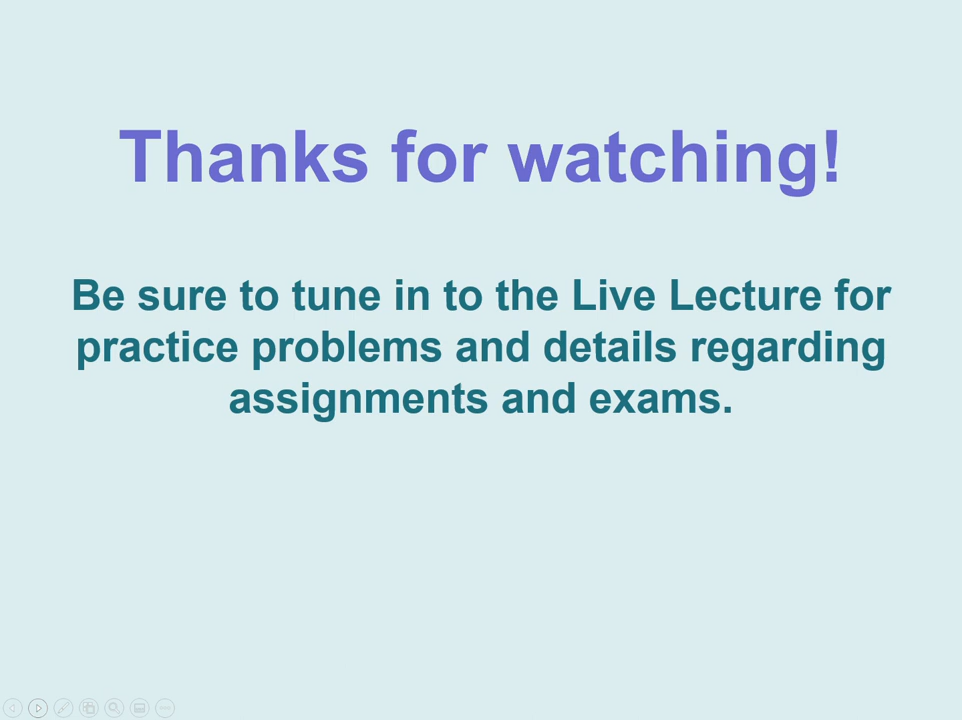 Thanks for watching!
Be sure to tune in to the Live Lecture for
practice problems and details regarding
assignments and exams.